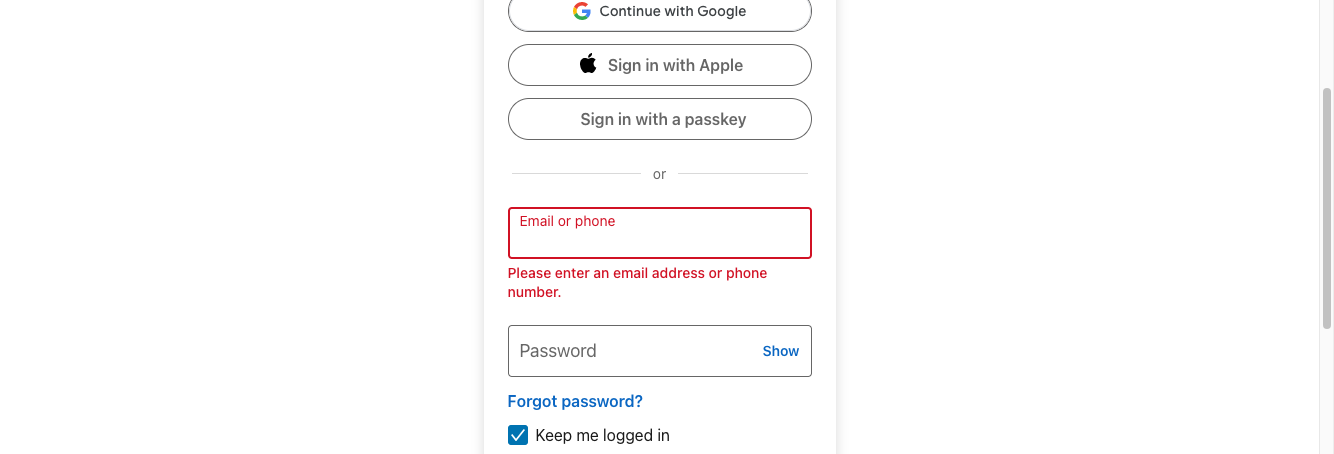 Continue with Google
Sign in with Apple
Sign in with a passkey
or
Email or phone
Please enter an email address or phone
number.
Password
Show
Forgot password?
Keep me logged in